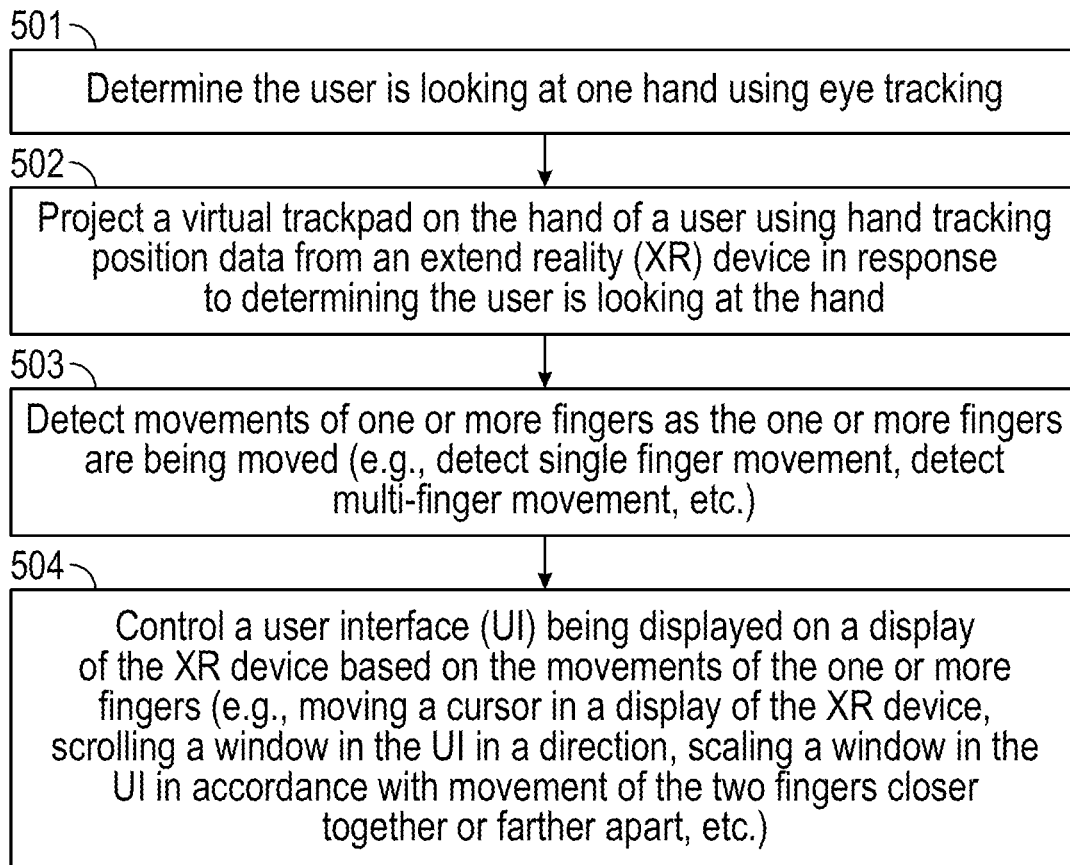 501
Determine the user is looking at one hand using eye tracking
502
Project a virtual trackpad on the hand of a user using hand tracking
position data from an extend reality (XR) device in response
to determining the user is looking at the hand
503
Detect movements of one or more fingers as the one or more fingers
are being moved (e.g., detect single finger movement, detect
multi-finger movement, etc.)
504
Control a user interface (UI) being displayed on a display
of the XR device based on the movements of the one or more
fingers (e.g., moving a cursor in a display of the XR device,
scrolling a window in the UI in a direction, scaling a window in the
UI in accordance with movement of the two fingers closer
together or farther apart, etc.)